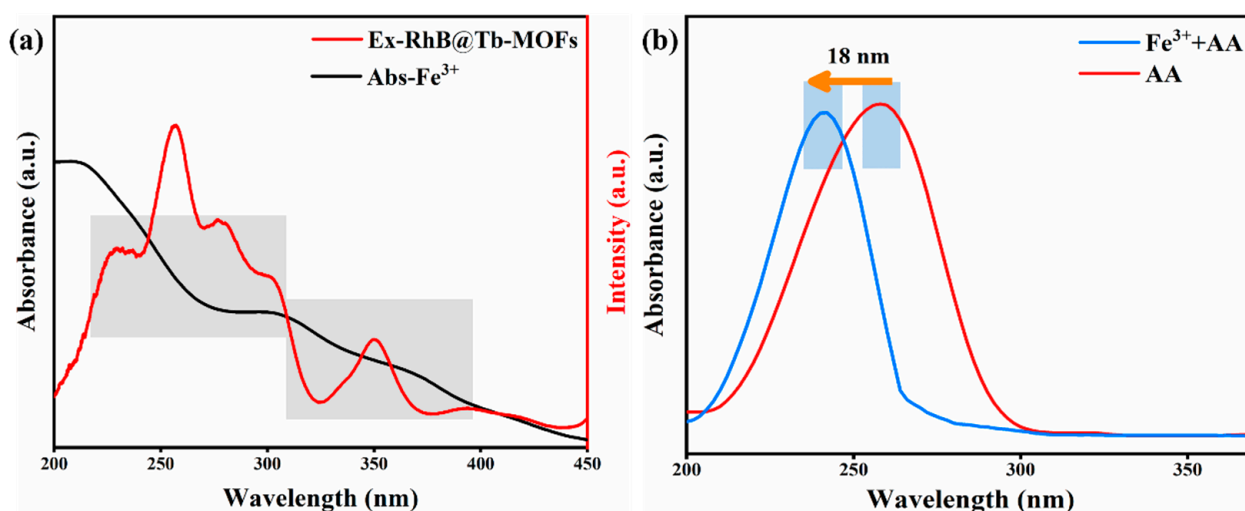 (a)
Ex-RhB@Tb-MOFs
Abs-Fe³⁺
Absorbance (a.u.)
Intensity (a.u.)
200 250 300 350 400 450
Wavelength (nm)
(b)
18 nm
Fe³⁺+AA
AA
Absorbance (a.u.)
200 250 300 350
Wavelength (nm)